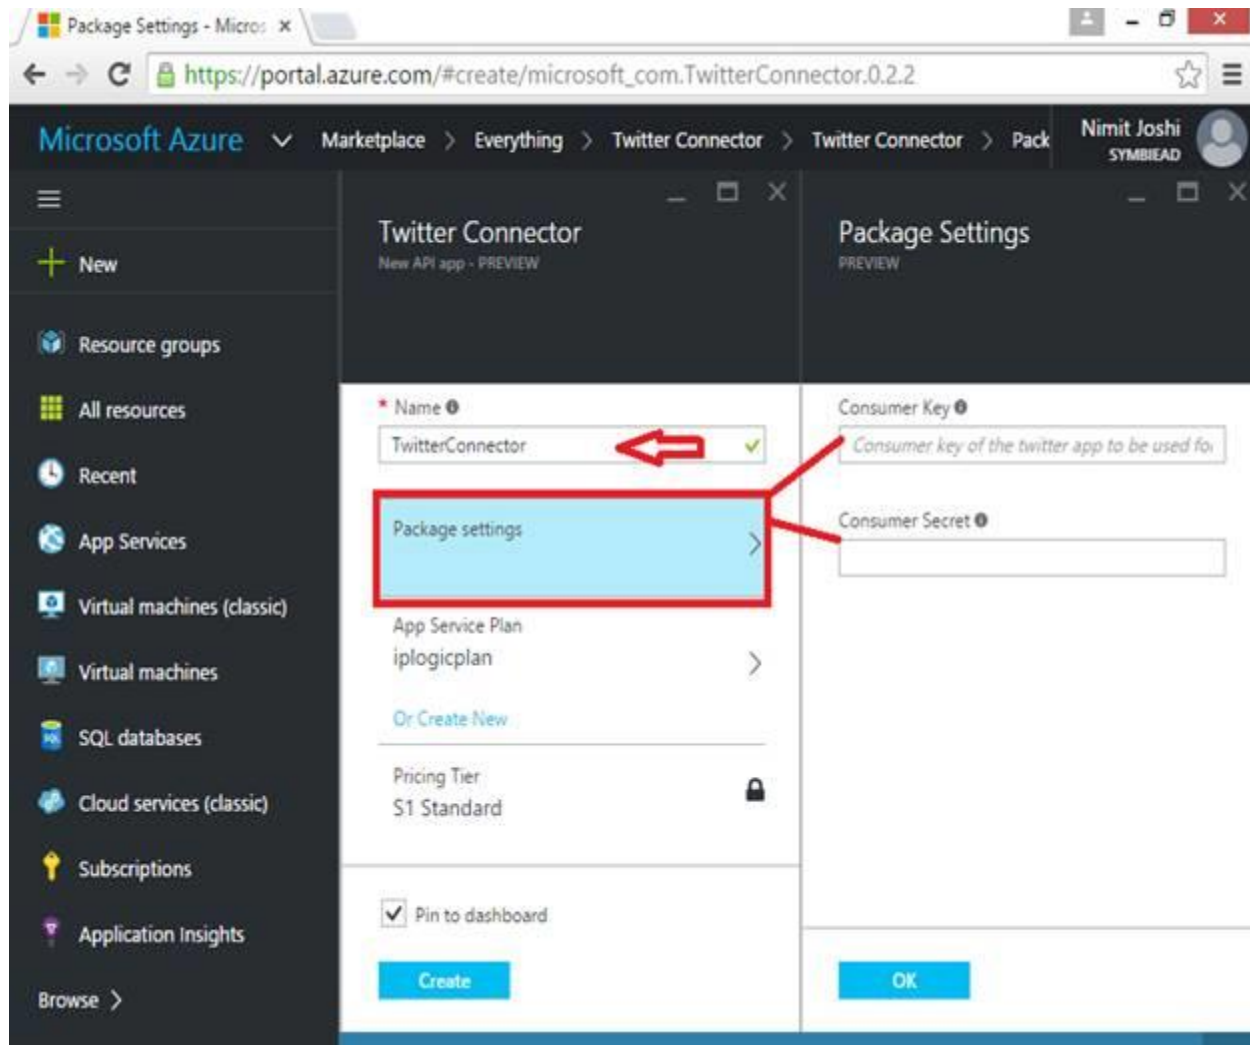 Package Settings - Micros
https://portal.azure.com/#create/microsoft_com.TwitterConnector.0.2.2
Microsoft Azure Marketplace > Everything > Twitter Connector > Twitter Connector > Pack
Nimit Joshi
SYMBIEAD
New
Resource groups
All resources
Recent
App Services
Virtual machines (classic)
Virtual machines
SQL databases
Cloud services (classic)
Subscriptions
Application Insights
Browse >
Twitter Connector
New API app - PREVIEW
* Name
TwitterConnector
Package settings
App Service Plan
iplogicplan
Or Create New
Pricing Tier
S1 Standard
Pin to dashboard
Create
Package Settings
PREVIEW
Consumer Key
Consumer key of the twitter app to be used for
Consumer Secret
OK